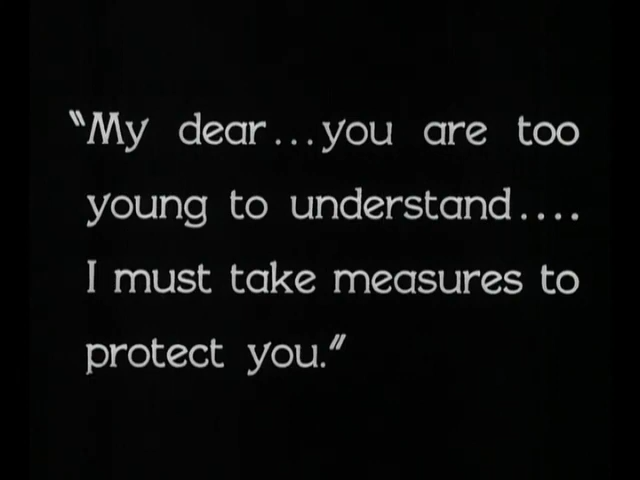 "My dear...you are too
young to understand....
I must take measures to
protect you."